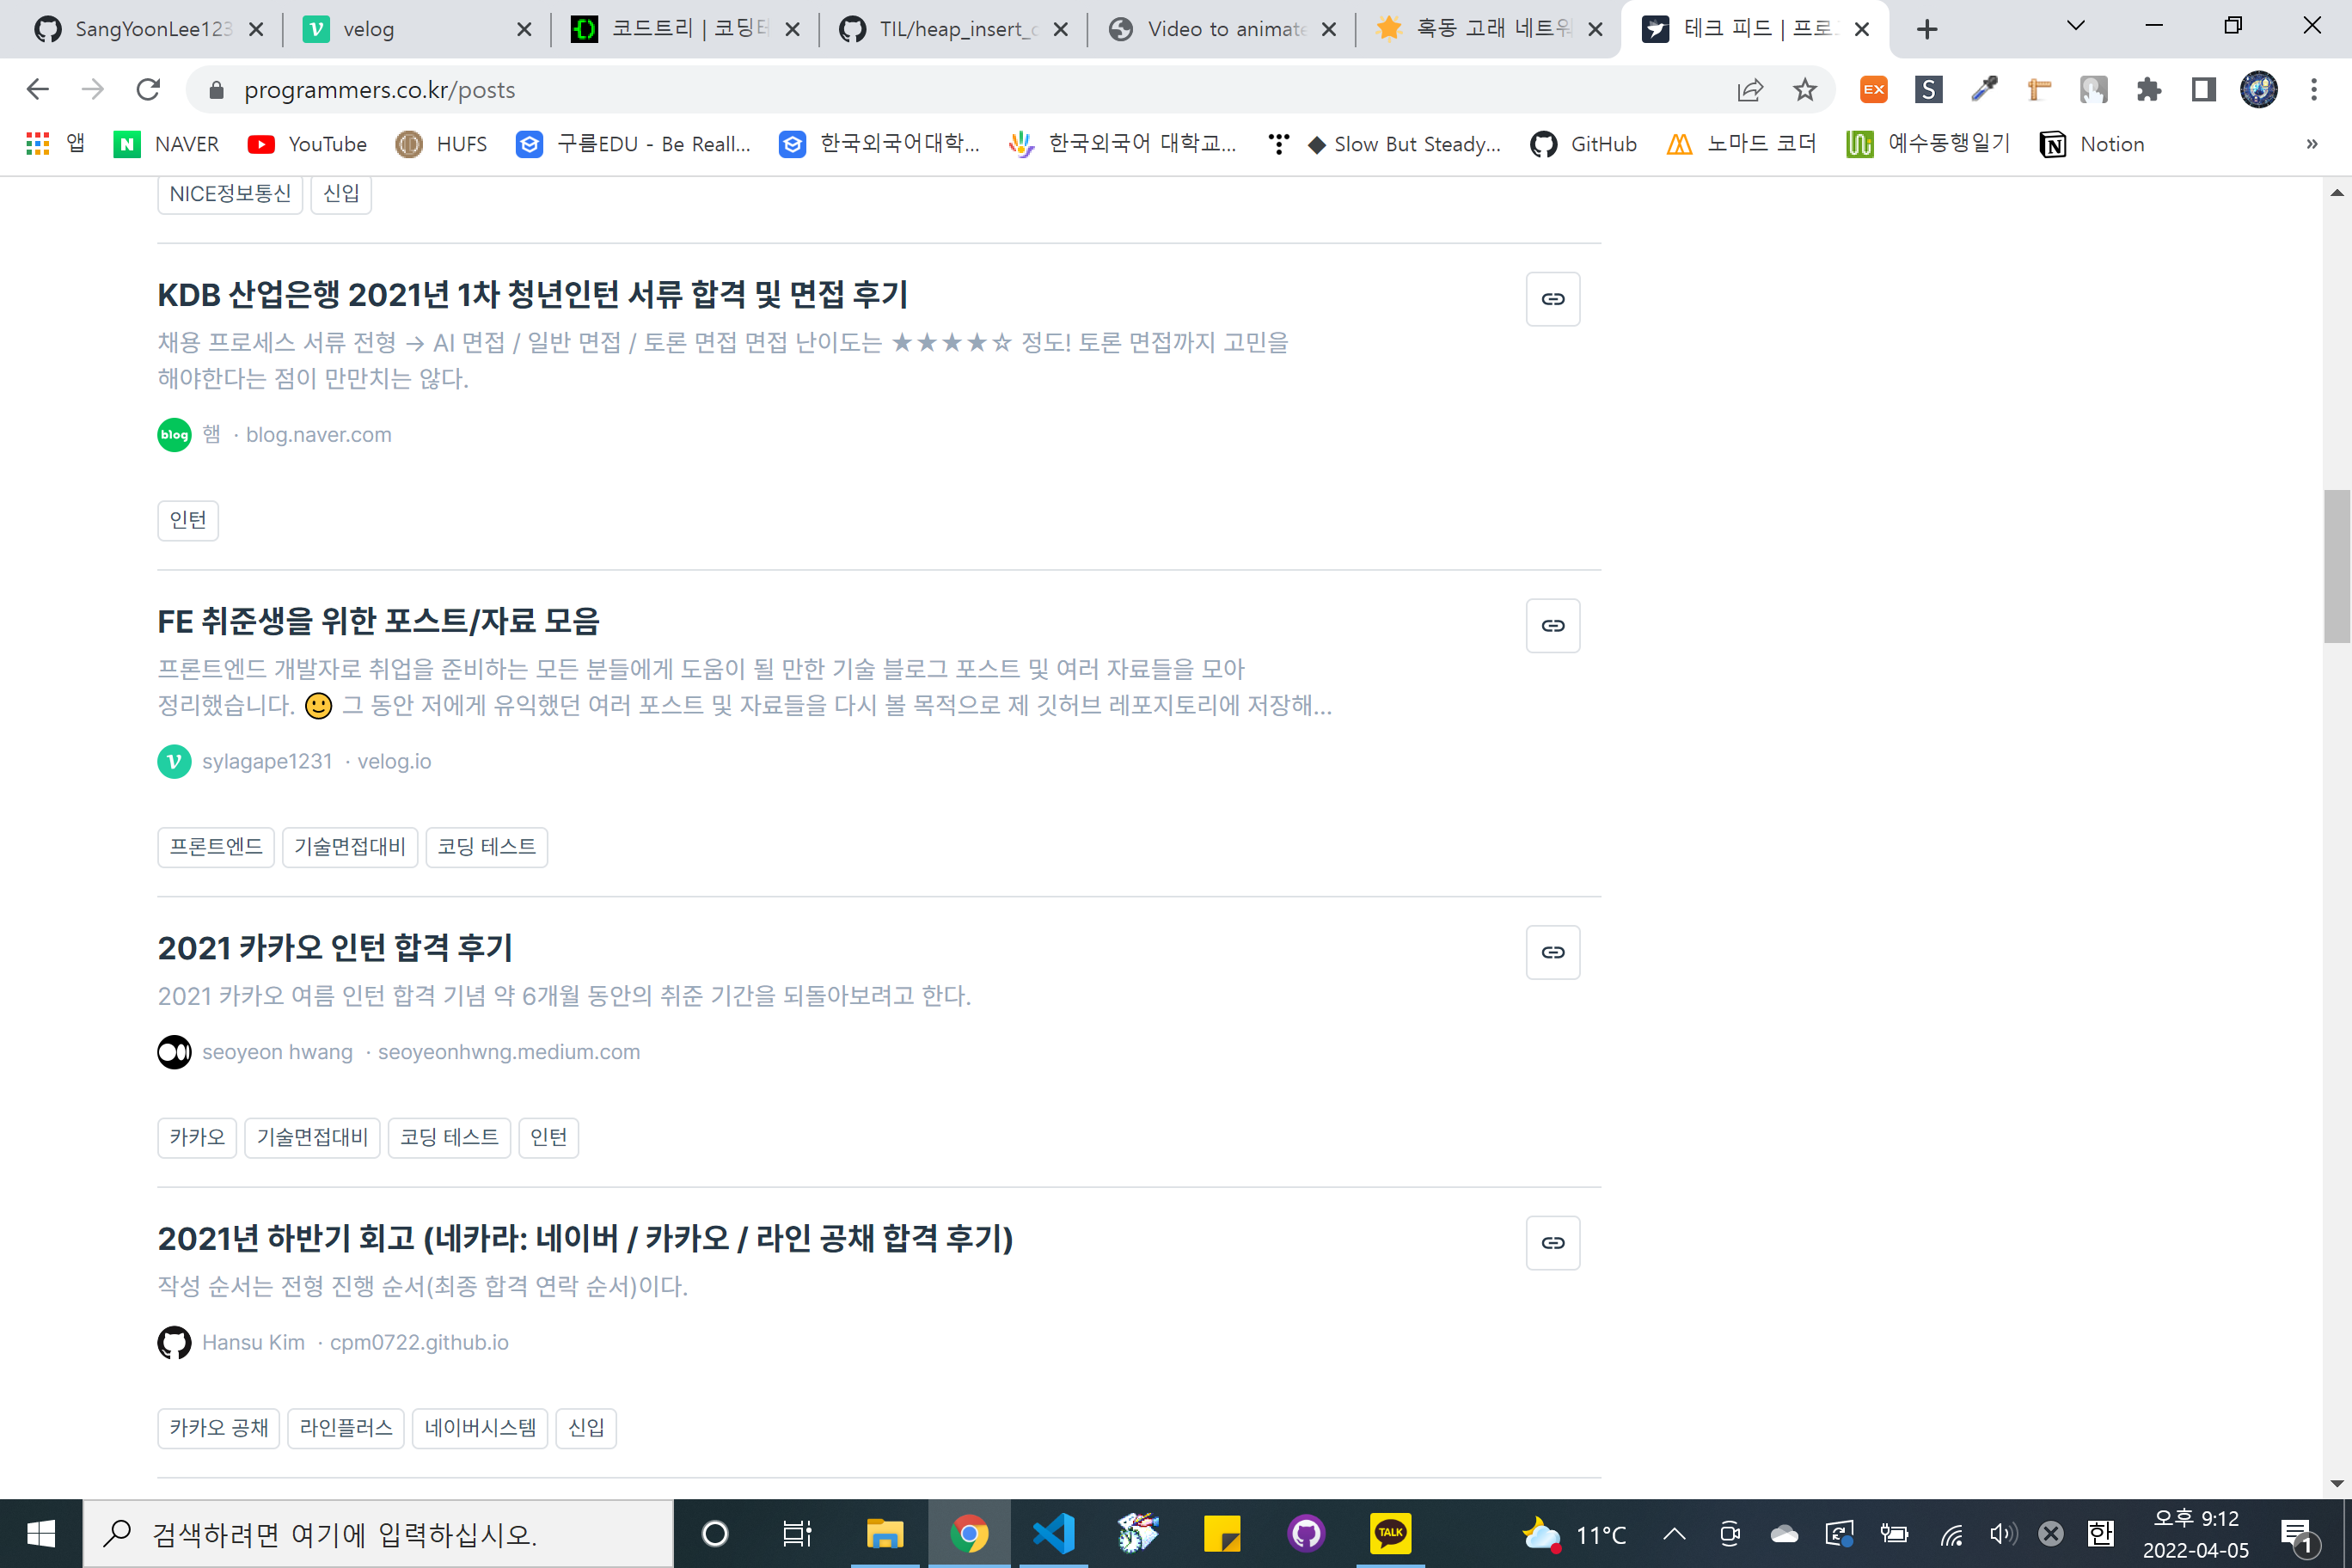 SangYoonLee123
velog
코드트리 | 코딩테
TIL/heap_insert_c
Video to animate
혹동 고래 네트워
테크 피드 | 프로그
programmers.co.kr/posts
앱
NAVER
YouTube
HUFS
구름EDU - Be Reall...
한국외국어대학...
한국외국어 대학교...
◆ Slow But Steady...
GitHub
노마드 코더
예수동행일기
Notion
»
NICE정보통신
신입
KDB 산업은행 2021년 1차 청년인턴 서류 합격 및 면접 후기
채용 프로세스 서류 전형 → AI 면접 / 일반 면접 / 토론 면접 면접 난이도는 ★★★★☆ 정도! 토론 면접까지 고민을
해야한다는 점이 만만치는 않다.
blog 햄 · blog.naver.com
인턴
FE 취준생을 위한 포스트/자료 모음
프론트엔드 개발자로 취업을 준비하는 모든 분들에게 도움이 될 만한 기술 블로그 포스트 및 여러 자료들을 모아
정리했습니다. 🙂 그 동안 저에게 유익했던 여러 포스트 및 자료들을 다시 볼 목적으로 제 깃허브 레포지토리에 저장해...
sylagape1231 · velog.io
프론트엔드
기술면접대비
코딩 테스트
2021 카카오 인턴 합격 후기
2021 카카오 여름 인턴 합격 기념 약 6개월 동안의 취준 기간을 되돌아보려고 한다.
seoyeon hwang · seoyeonhwng.medium.com
카카오
기술면접대비
코딩 테스트
인턴
2021년 하반기 회고 (네카라: 네이버 / 카카오 / 라인 공채 합격 후기)
작성 순서는 전형 진행 순서(최종 합격 연락 순서)이다.
Hansu Kim · cpm0722.github.io
카카오 공채
라인플러스
네이버시스템
신입
검색하려면 여기에 입력하십시오.
TALK
11°C
한
오후 9:12
2022-04-05
1